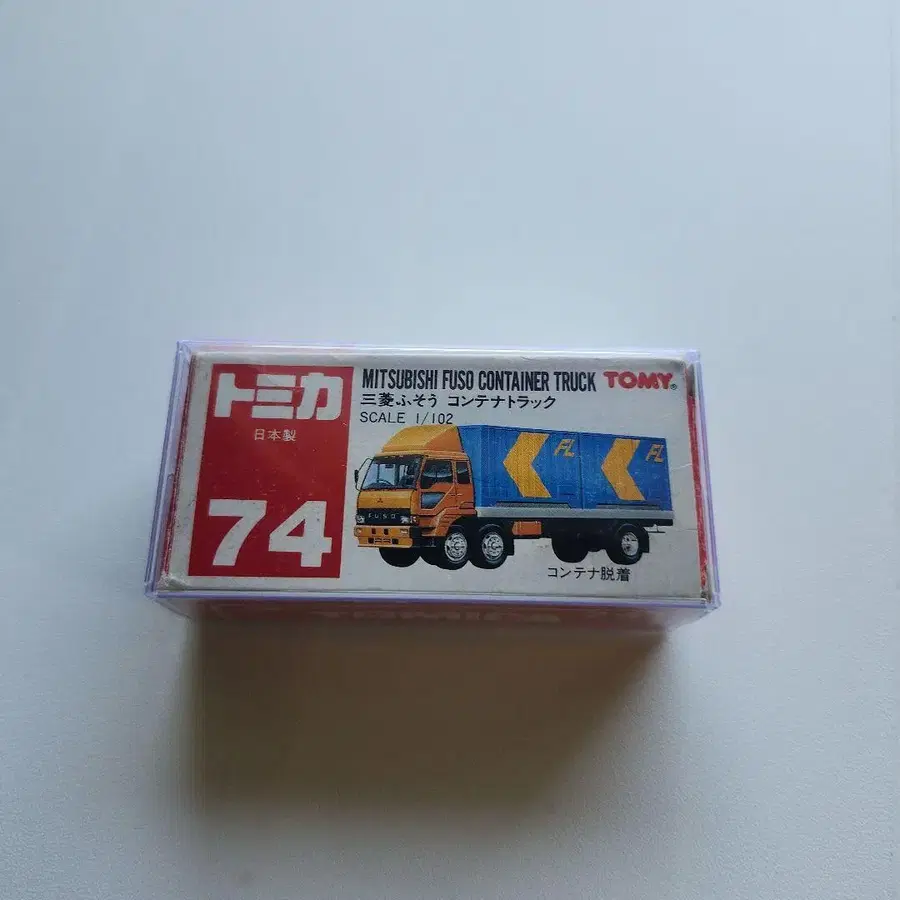 トミカ
日本製
74
MITSUBISHI FUSO CONTAINER TRUCK TOMY®
三菱ふそう コンテナトラック
SCALE 1/102
FL FL
FUSO
コンテナ脱着